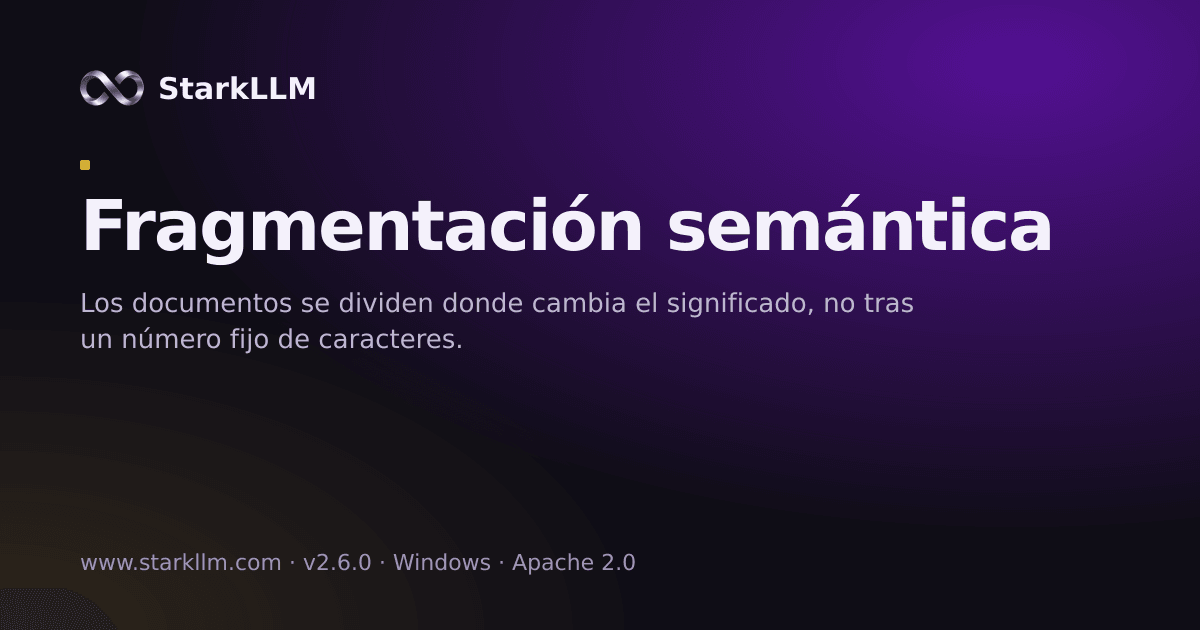 StarkLLM
Fragmentación semántica
Los documentos se dividen donde cambia el significado, no tras
un número fijo de caracteres.
www.starkllm.com · v2.6.0 · Windows · Apache 2.0